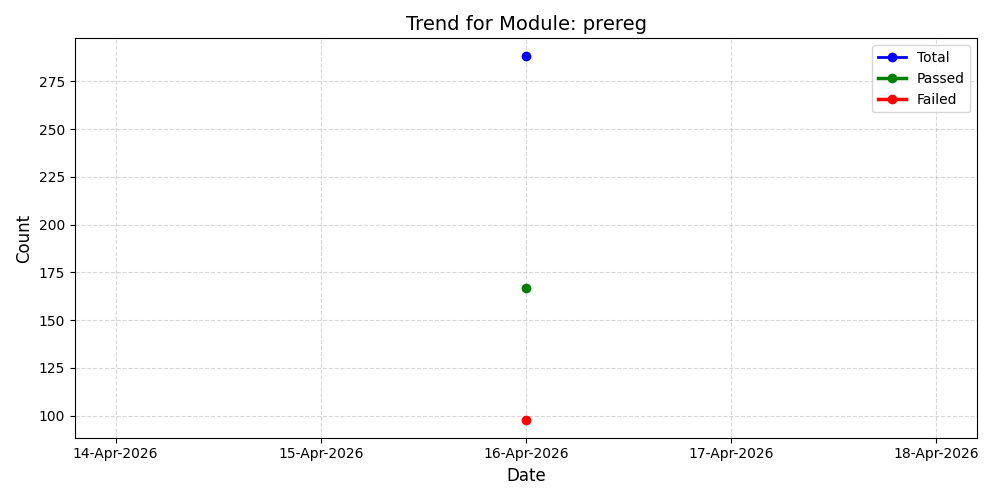 Trend for Module: prereg
Total
Passed
Failed
275
250
225
200
175
150
125
100
Count
14-Apr-2026
15-Apr-2026
16-Apr-2026
17-Apr-2026
18-Apr-2026
Date